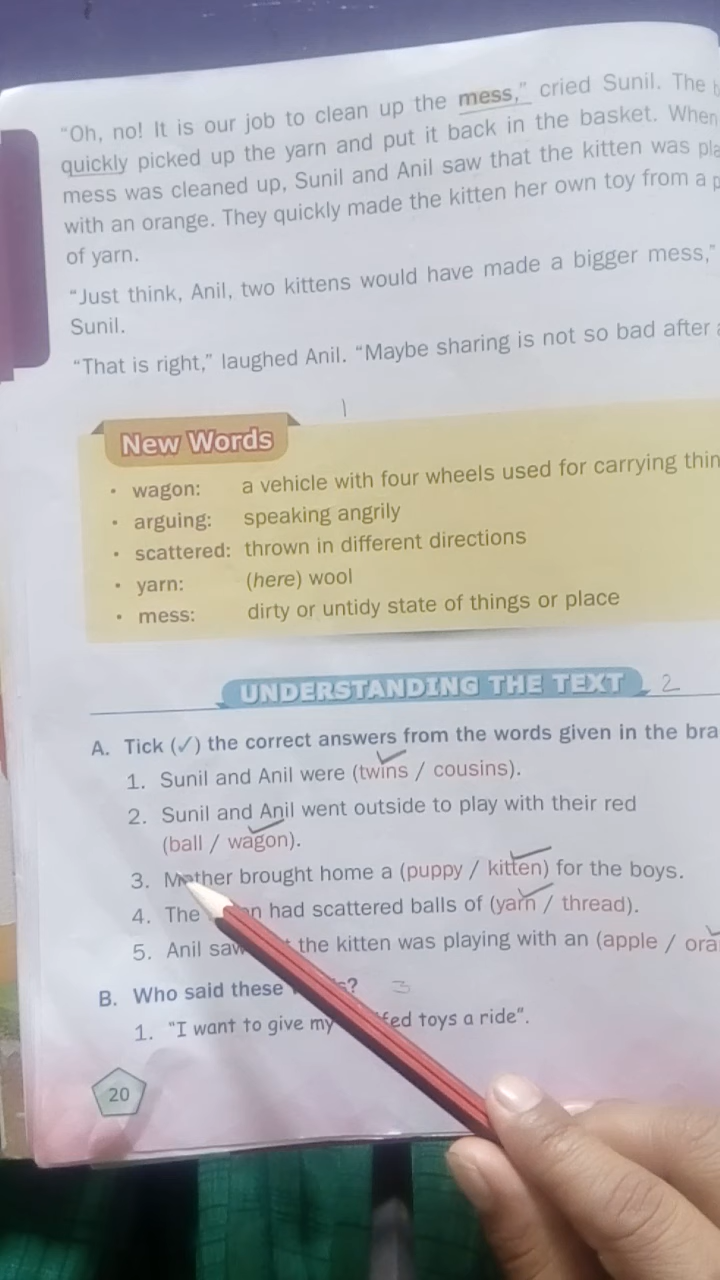 “Oh, no! It is our job to clean up the mess,” cried Sunil. The
quickly picked up the yarn and put it back in the basket. When
mess was cleaned up, Sunil and Anil saw that the kitten was
with an orange. They quickly made the kitten her own toy from a
of yarn.
“Just think, Anil, two kittens would have made a bigger mess,”
Sunil.
“That is right,” laughed Anil. “Maybe sharing is not so bad after
1
New Words
• wagon: a vehicle with four wheels used for carrying
• arguing: speaking angrily
• scattered: thrown in different directions
• yarn: (here) wool
• mess: dirty or untidy state of things or place
UNDERSTANDING THE TEXT 2
A. Tick (✓) the correct answers from the words given in the
1. Sunil and Anil were (twins / cousins).
2. Sunil and Anil went outside to play with their red
(ball / wagon).
3. Mother brought home a (puppy / kitten) for the boys.
4. The had scattered balls of (yarn / thread).
5. Anil the kitten was playing with an (apple /
B. Who said these 3
1. “I want to give my toys a ride”.
20